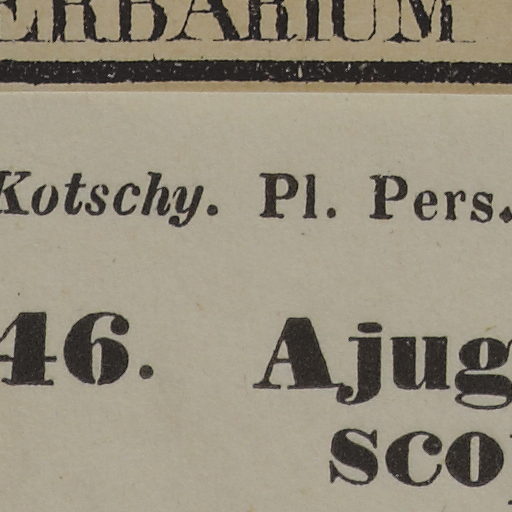 ERBARIUM
Kotschy. Pl. Pers.
46. Ajug
sco